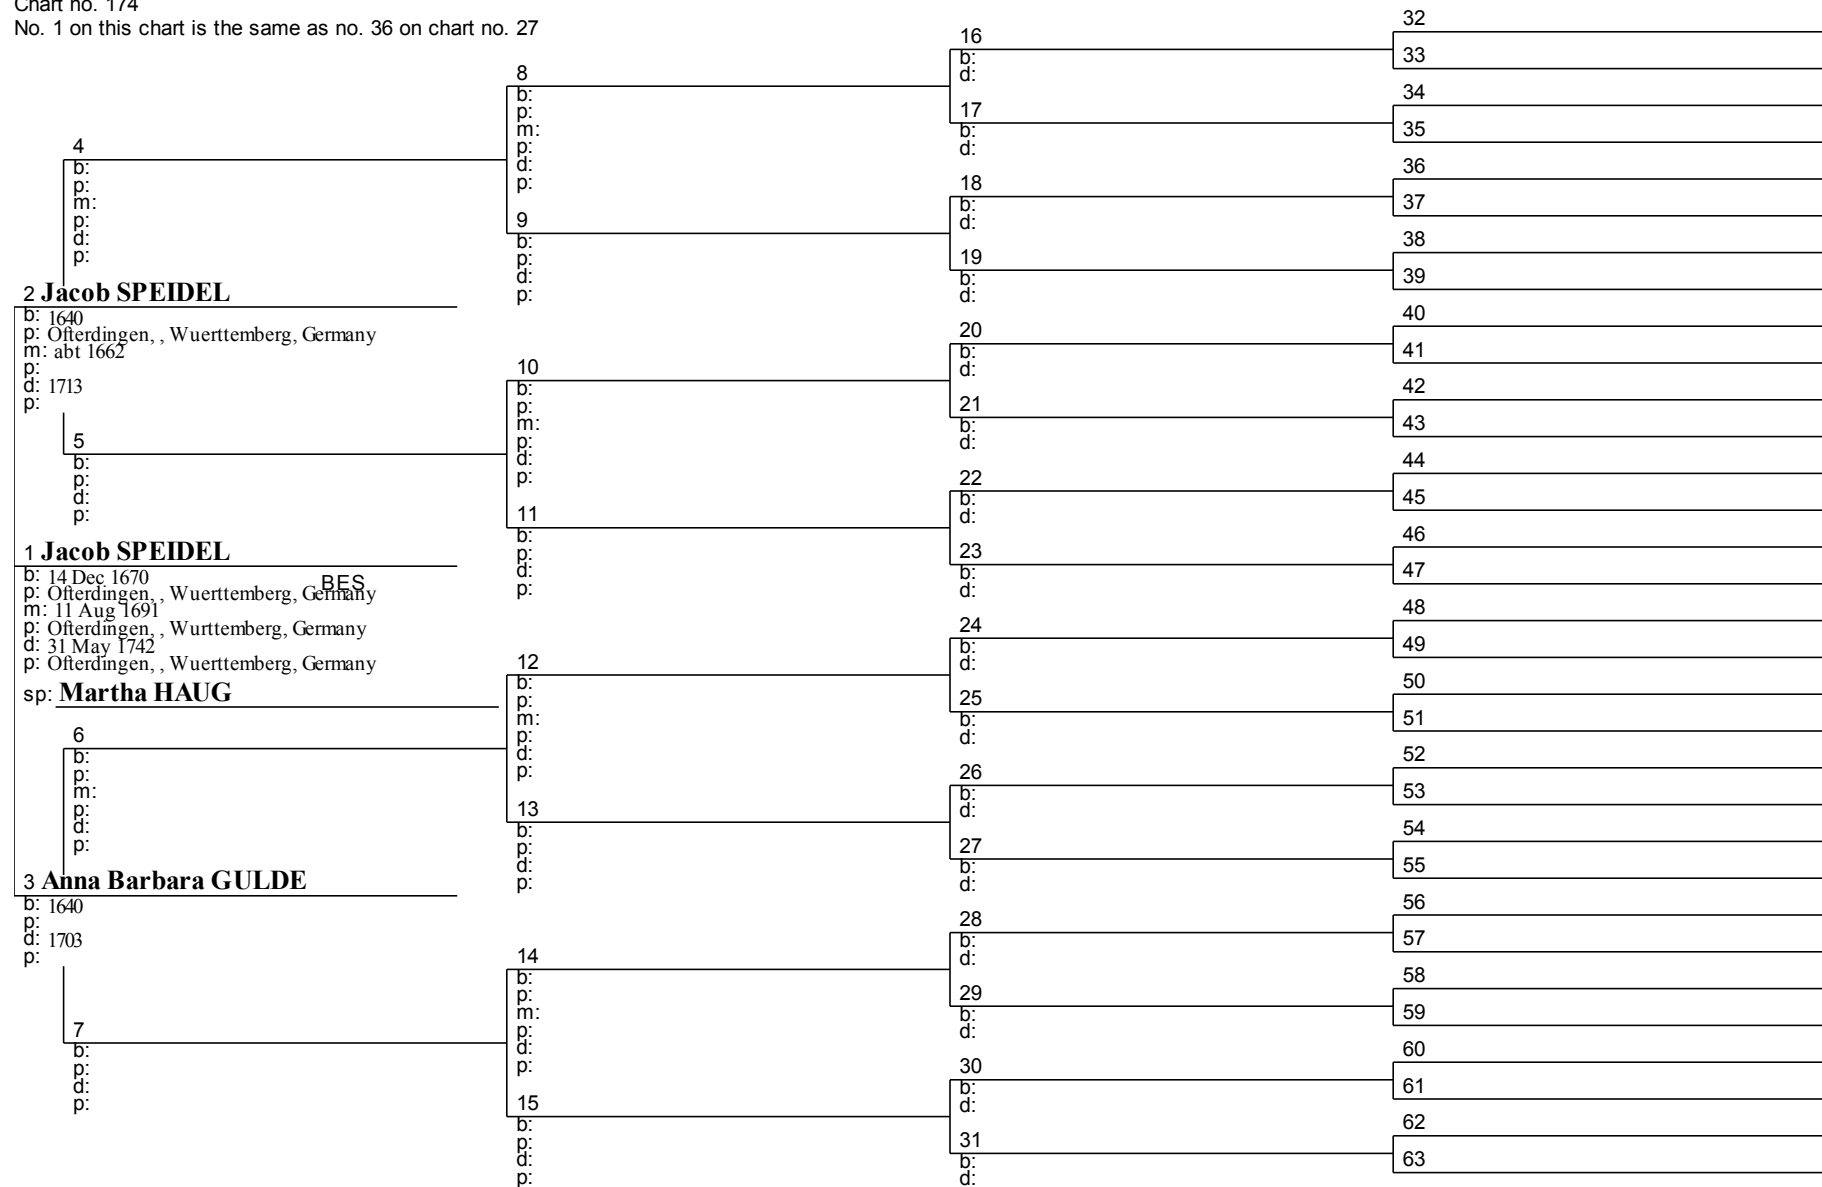 Chart no. 174
No. 1 on this chart is the same as no. 36 on chart no. 27
4
b:
p:
m:
p:
d:
p:
2 Jacob SPEIDEL
b: 1640
p: Ofterdingen, , Wuerttemberg, Germany
m: abt 1662
p:
d: 1713
p:
5
b:
p:
d:
p:
1 Jacob SPEIDEL
b: 14 Dec 1670
BES
p: Ofterdingen, , Wuerttemberg, Germany
m: 11 Aug 1691
p: Ofterdingen, , Wurttemberg, Germany
d: 31 May 1742
p: Ofterdingen, , Wuerttemberg, Germany
sp: Martha HAUG
6
b:
p:
m:
p:
d:
p:
3 Anna Barbara GULDE
b: 1640
p:
d: 1703
p:
7
b:
p:
d:
p:
8
b:
p:
m:
p:
d:
p:
9
b:
p:
d:
p:
10
b:
p:
m:
p:
d:
p:
11
b:
p:
d:
p:
12
b:
p:
m:
p:
d:
p:
13
b:
p:
d:
p:
14
b:
p:
m:
p:
d:
p:
15
b:
p:
d:
p:
16
b:
d:
17
b:
d:
18
b:
d:
19
b:
d:
20
b:
d:
21
b:
d:
22
b:
d:
23
b:
d:
24
b:
d:
25
b:
d:
26
b:
d:
27
b:
d:
28
b:
d:
29
b:
d:
30
b:
d:
31
b:
d:
32
33
34
35
36
37
38
39
40
41
42
43
44
45
46
47
48
49
50
51
52
53
54
55
56
57
58
59
60
61
62
63